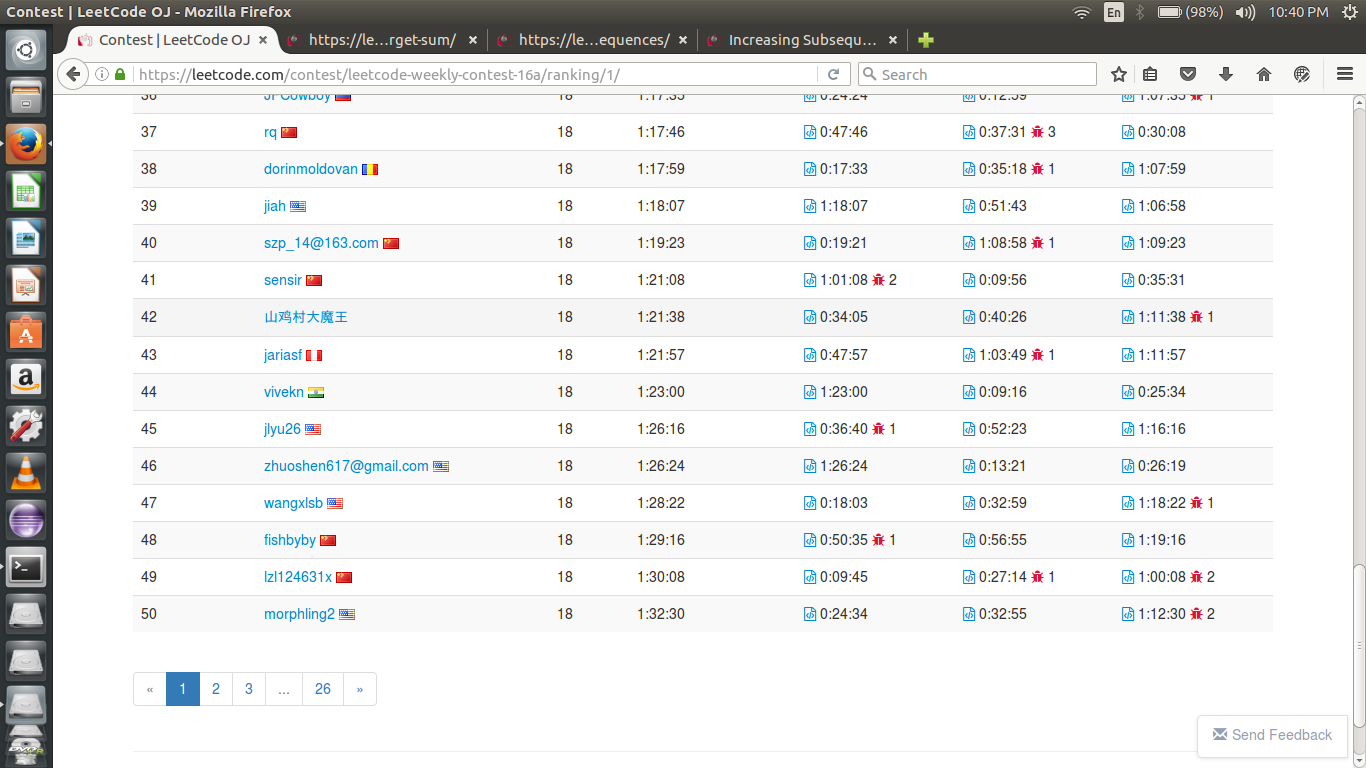 Contest | LeetCode OJ - Mozilla Firefox En (98%) 10:40 PM
Contest | LeetCode OJ × https://le...rget-sum/ × https://le...equences/ × Increasing Subsequ... ×
https://leetcode.com/contest/leetcode-weekly-contest-16a/ranking/1/ Search
36 JFCowboy 18 1:17:35 0:24:24 0:12:59 1:07:35 1
37 rq 18 1:17:46 0:47:46 0:37:31 3 0:30:08
38 dorinmoldovan 18 1:17:59 0:17:33 0:35:18 1 1:07:59
39 jiah 18 1:18:07 1:18:07 0:51:43 1:06:58
40 szp_14@163.com 18 1:19:23 0:19:21 1:08:58 1 1:09:23
41 sensir 18 1:21:08 1:01:08 2 0:09:56 0:35:31
42 山鸡村大魔王 18 1:21:38 0:34:05 0:40:26 1:11:38 1
43 jariasf 18 1:21:57 0:47:57 1:03:49 1 1:11:57
44 vivekn 18 1:23:00 1:23:00 0:09:16 0:25:34
45 jlyu26 18 1:26:16 0:36:40 1 0:52:23 1:16:16
46 zhuoshen617@gmail.com 18 1:26:24 1:26:24 0:13:21 0:26:19
47 wangxlsb 18 1:28:22 0:18:03 0:32:59 1:18:22 1
48 fishbyby 18 1:29:16 0:50:35 1 0:56:55 1:19:16
49 lzl124631x 18 1:30:08 0:09:45 0:27:14 1 1:00:08 2
50 morphling2 18 1:32:30 0:24:34 0:32:55 1:12:30 2
« 1 2 3 ... 26 »
Send Feedback